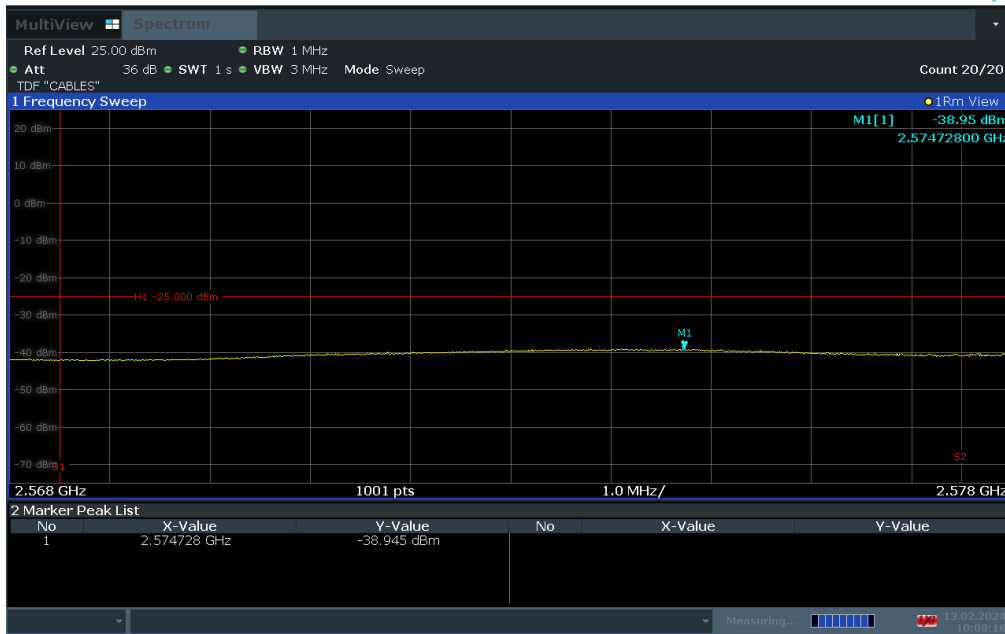 MultiView Spectrum
Ref Level 25.00 dBm RBW 1 MHz
Att 36 dB SWT 1 s VBW 3 MHz Mode Sweep Count 20/20
TDF "CABLES"
1 Frequency Sweep 1Rm View
M1[1] -38.95 dBm
2.57472800 GHz
20 dBm
10 dBm
0 dBm
-10 dBm
-20 dBm
H1 -25.000 dBm
-30 dBm
M1
-40 dBm
-50 dBm
-60 dBm
S2
-70 dBm
S1
2.568 GHz 1001 pts 1.0 MHz/ 2.578 GHz
2 Marker Peak List
No X-Value Y-Value No X-Value Y-Value
1 2.574728 GHz -38.945 dBm
Measuring...
13.02.2024